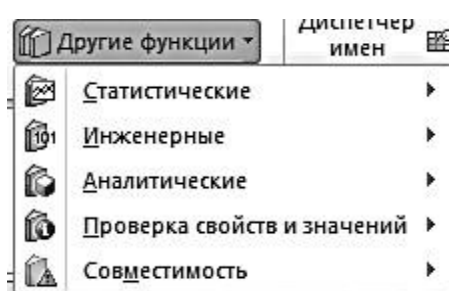 Другие функции
Диспетчер
имен
Статистические
Инженерные
Аналитические
Проверка свойств и значений
Совместимость